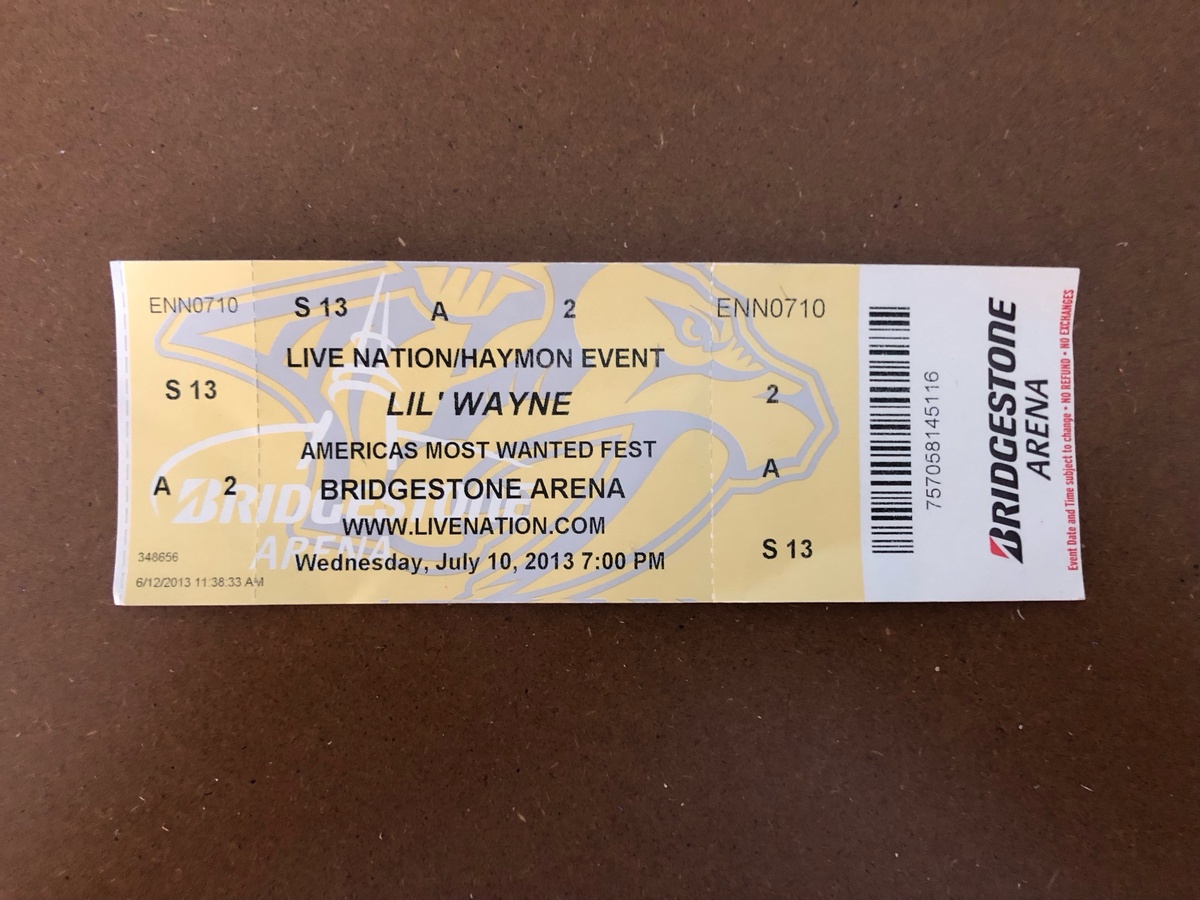 ENN0710
S 13
A 2
348656
6/12/2013 11:38:33 AM
S 13 A 2
LIVE NATION/HAYMON EVENT
LIL' WAYNE
AMERICAS MOST WANTED FEST
BRIDGESTONE ARENA
WWW.LIVENATION.COM
Wednesday, July 10, 2013 7:00 PM
BRIDGESTONE
ARENA
ENN0710
2
A
S 13
757058145116
BRIDGESTONE
ARENA
Event Date and Time subject to change • NO REFUND • NO EXCHANGES